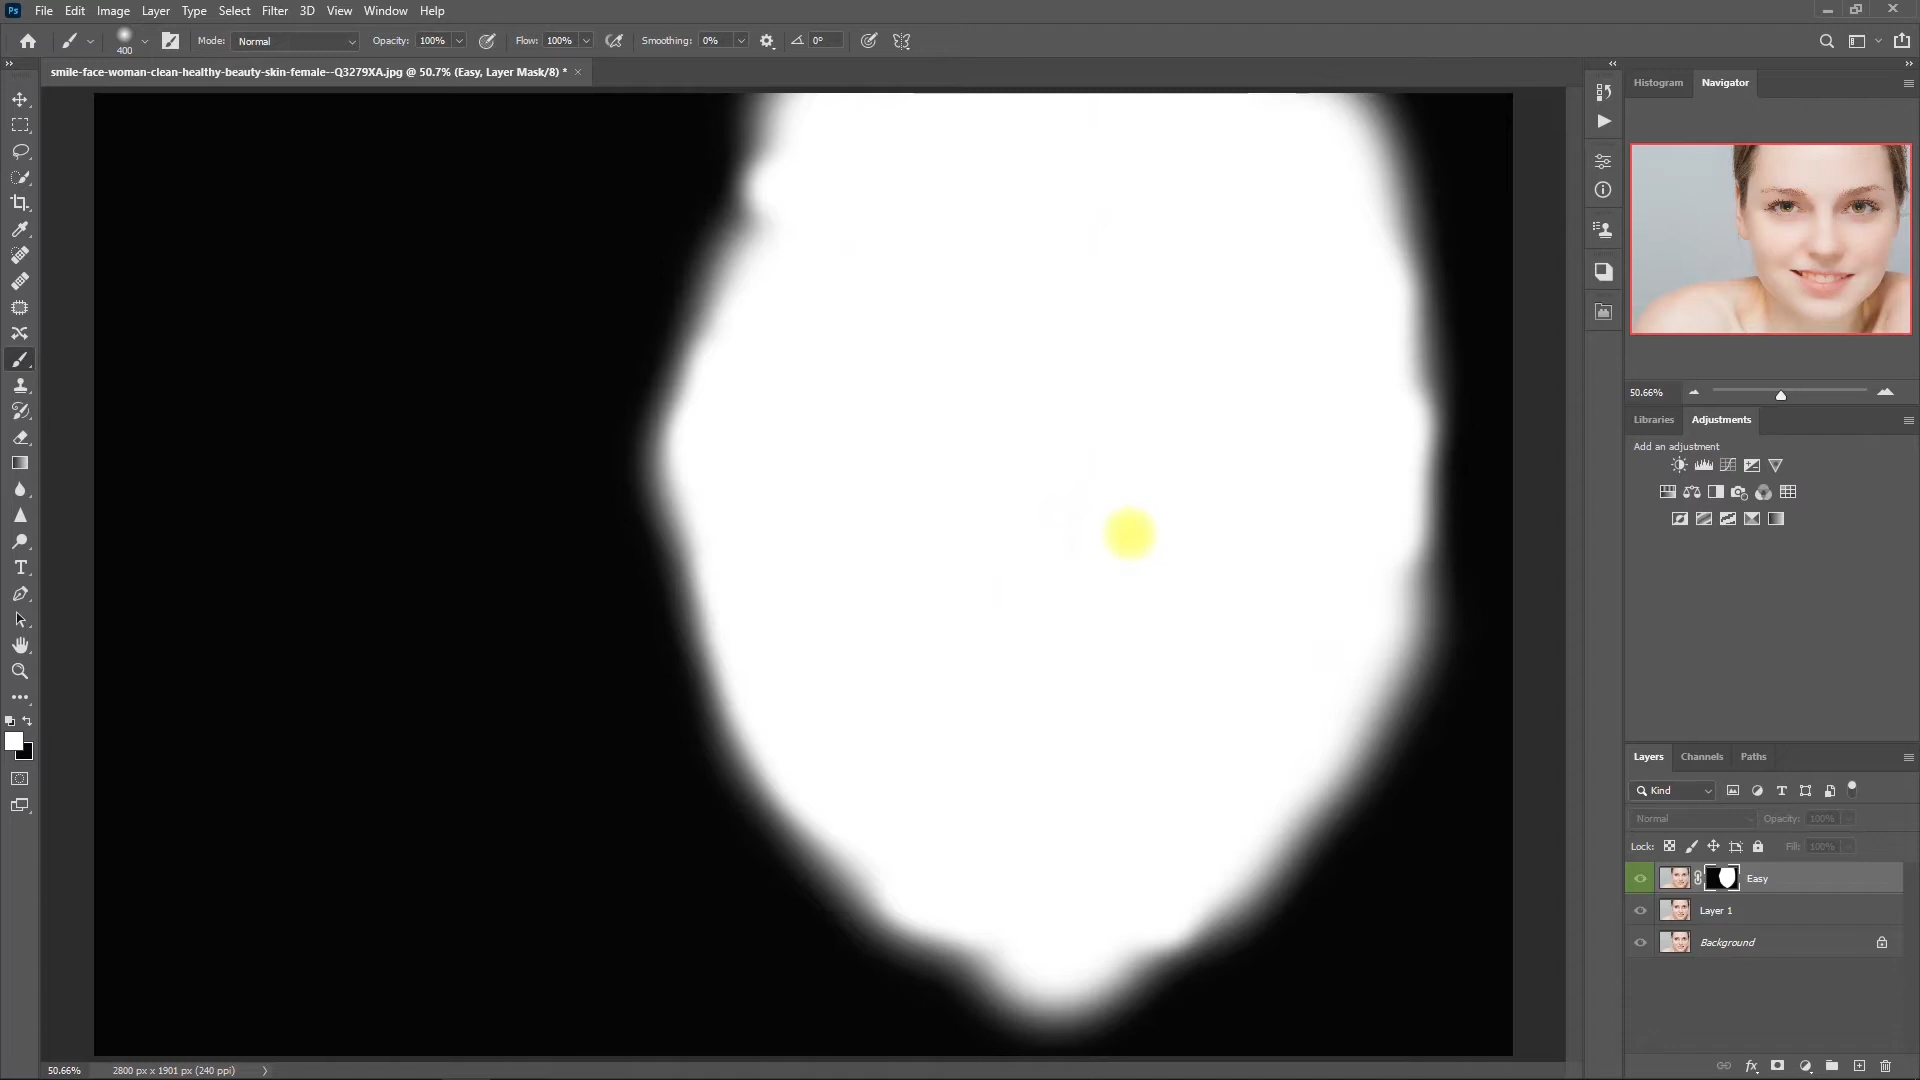 Ps File Edit Image Layer Type Select Filter 3D View Window Help
400 Mode: Normal Opacity: 100% Flow: 100% Smoothing: 0% 0°
smile-face-woman-clean-healthy-beauty-skin-female--Q3279XA.jpg @ 50.7% (Easy, Layer Mask/8) * ×
Histogram Navigator
50.66%
Libraries Adjustments
Add an adjustment
Layers Channels Paths
Kind
Normal Opacity: 100%
Lock: Fill: 100%
Easy
Layer 1
Background
50.66% 2800 px x 1901 px (240 ppi)